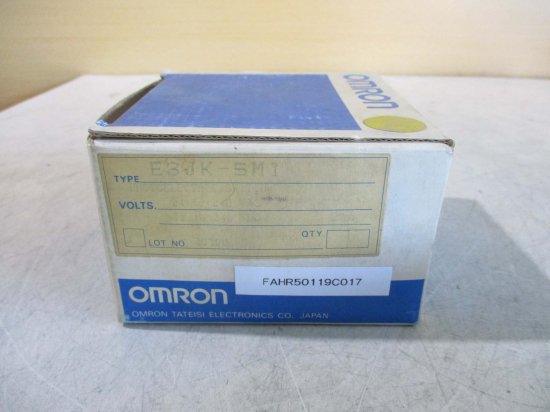 OMRON
TYPE E3JK-5M1
VOLTS.
LOT NO QTY
FAHR50119C017
OMRON
OMRON TATEISI ELECTRONICS CO. JAPAN